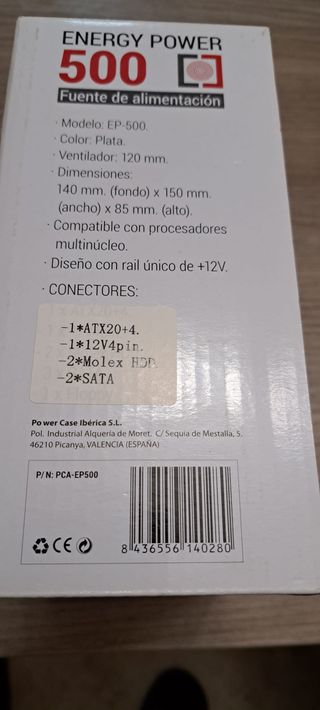 ENERGY POWER
500
Fuente de alimentación
· Modelo: EP-500.
· Color: Plata.
· Ventilador: 120 mm.
· Dimensiones:
140 mm. (fondo) x 150 mm.
(ancho) x 85 mm. (alto).
· Compatible con procesadores
multinúcleo.
· Diseño con rail único de +12V.
· CONECTORES:
-1*ATX20+4.
-1*12V4pin.
-2*Molex HDD.
-2*SATA
Power Case Ibérica S.L.
Pol. Industrial Alquería de Moret. C/ Sequia de Mestalla, 5.
46210 Picanya, VALENCIA (ESPAÑA)
P/N: PCA-EP500
CE
8 436556 140280